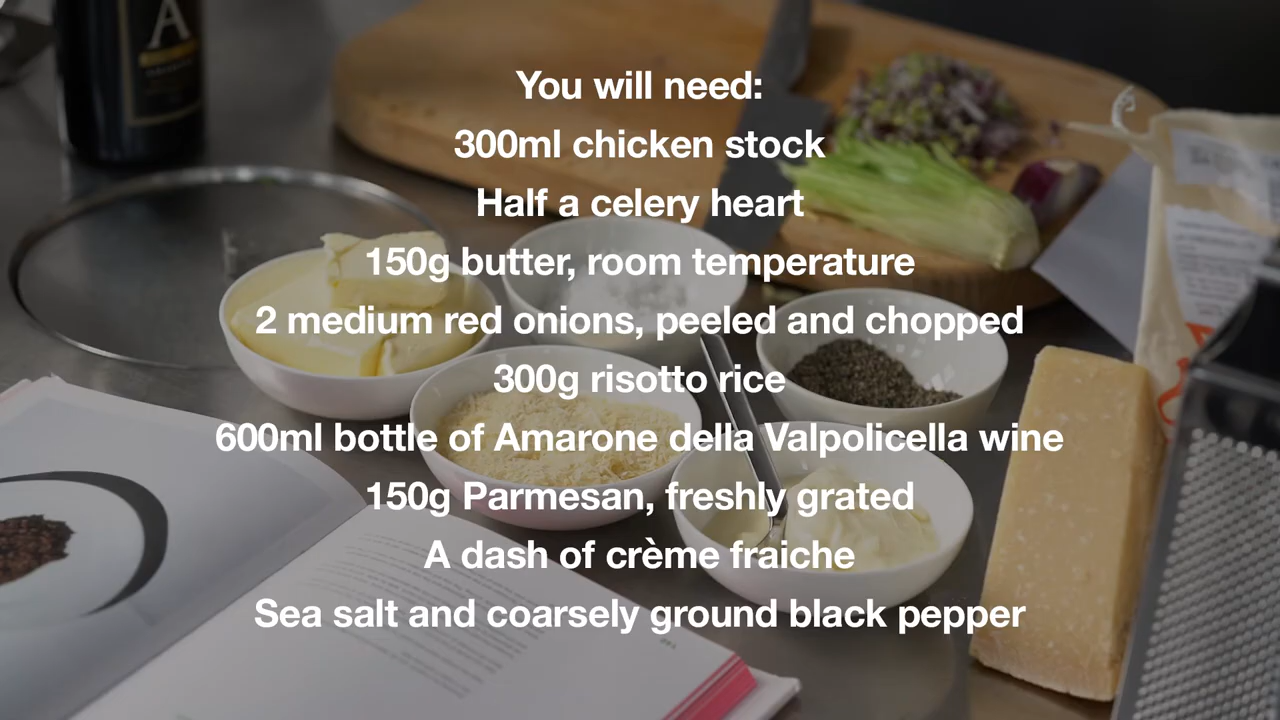 A
You will need:
300ml chicken stock
Half a celery heart
150g butter, room temperature
2 medium red onions, peeled and chopped
300g risotto rice
600ml bottle of Amarone della Valpolicella wine
150g Parmesan, freshly grated
A dash of crème fraiche
Sea salt and coarsely ground black pepper